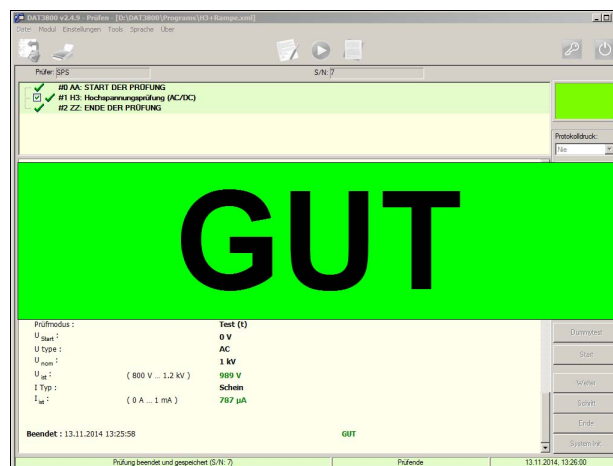 DAT3800 v2.4.9 - Prüfen - [D:\DAT3800\Programs\H3+Rampe.xml]
Datei Modul Einstellungen Tools Sprache Über
Prüfer: SPS S/N: 7
#0 AA: START DER PRÜFUNG
#1 H3: Hochspannungsprüfung (AC/DC)
#2 ZZ: ENDE DER PRÜFUNG
Protokolldruck:
Nie
GUT
Prüfmodus : Test (t)
U Start : 0 V
U type : AC
U nom : 1 kV
U ist : ( 800 V ... 1.2 kV ) 989 V
I Typ : Schein
I ist : ( 0 A ... 1 mA ) 787 µA
Beendet : 13.11.2014 13:25:58 GUT
Dummytest
Start
Weiter
Schritt
Ende
System Init
Prüfung beendet und gespeichert (S/N: 7) Prüfende 13.11.2014, 13:26:00